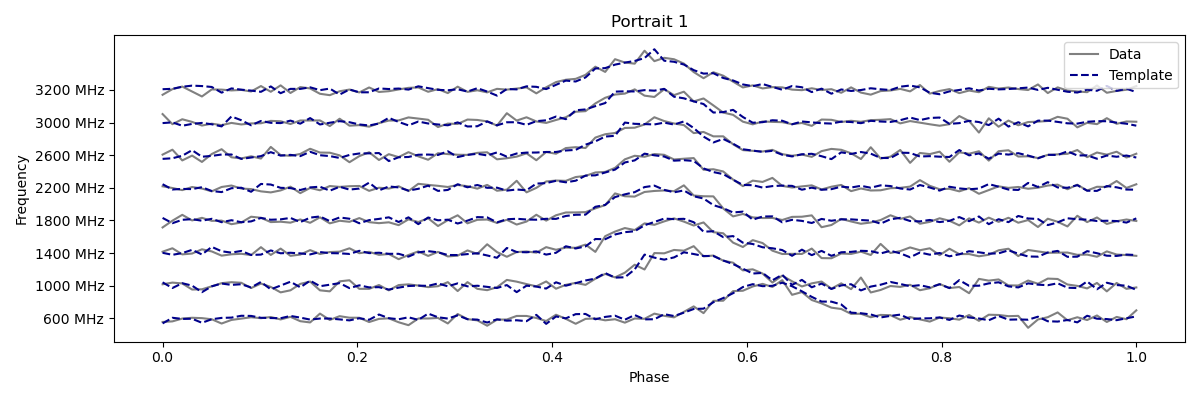 Portrait 1
Data
Template
3200 MHz
3000 MHz
2600 MHz
2200 MHz
1800 MHz
1400 MHz
1000 MHz
600 MHz
Frequency
0.0 0.2 0.4 0.6 0.8 1.0
Phase